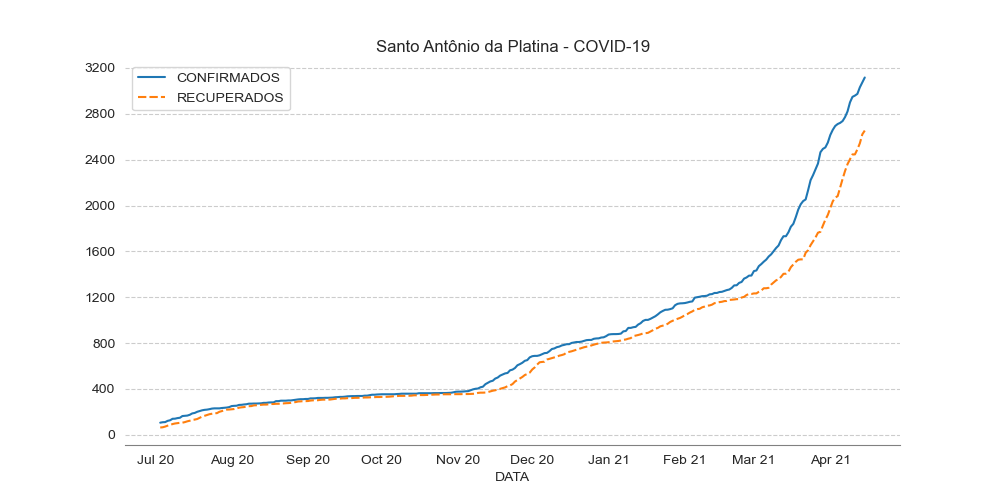 Santo Antônio da Platina - COVID-19
CONFIRMADOS
RECUPERADOS
3200
2800
2400
2000
1600
1200
800
400
0
Jul 20 Aug 20 Sep 20 Oct 20 Nov 20 Dec 20 Jan 21 Feb 21 Mar 21 Apr 21
DATA